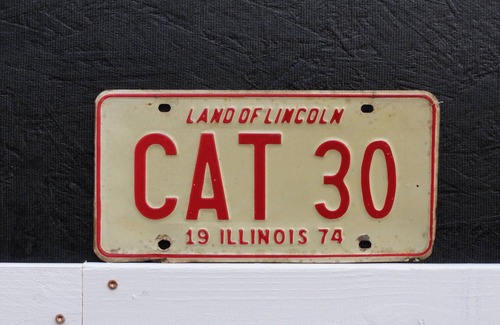 LAND OF LINCOLN
CAT 30
19 ILLINOIS 74